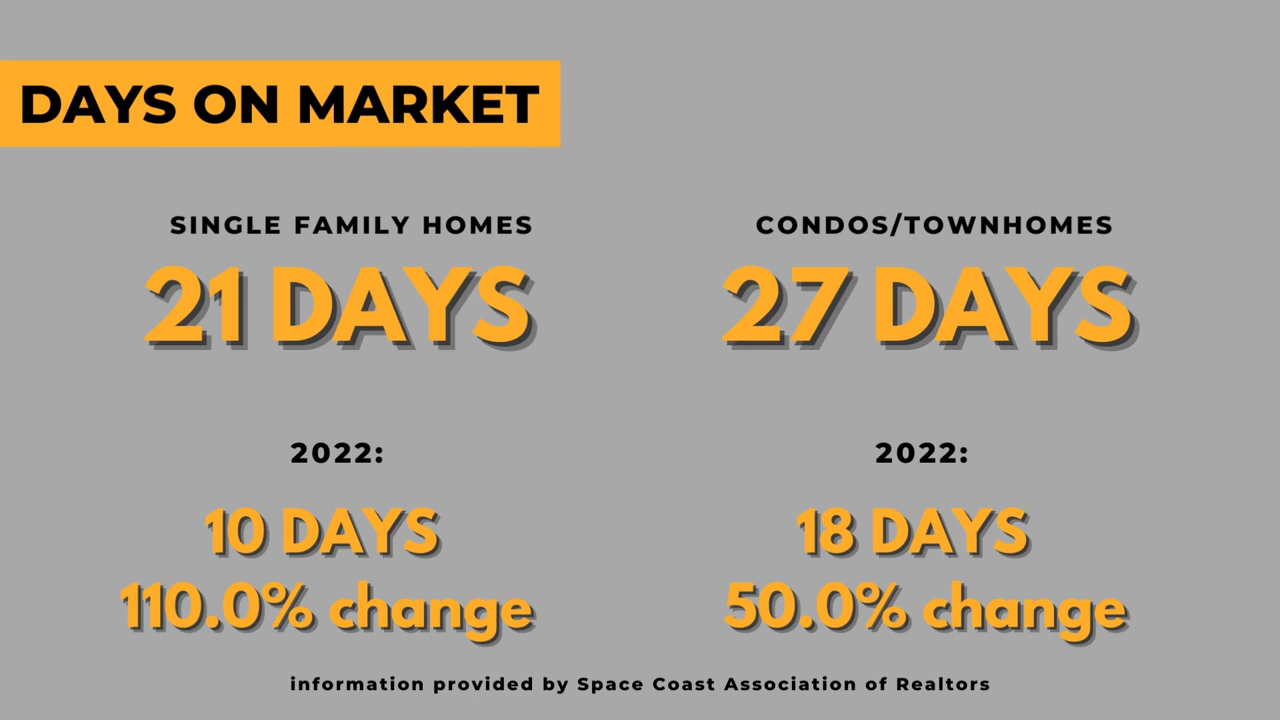 DAYS ON MARKET
SINGLE FAMILY HOMES
21 DAYS
2022:
10 DAYS
110.0% change
CONDOS/TOWNHOMES
27 DAYS
2022:
18 DAYS
50.0% change
information provided by Space Coast Association of Realtors